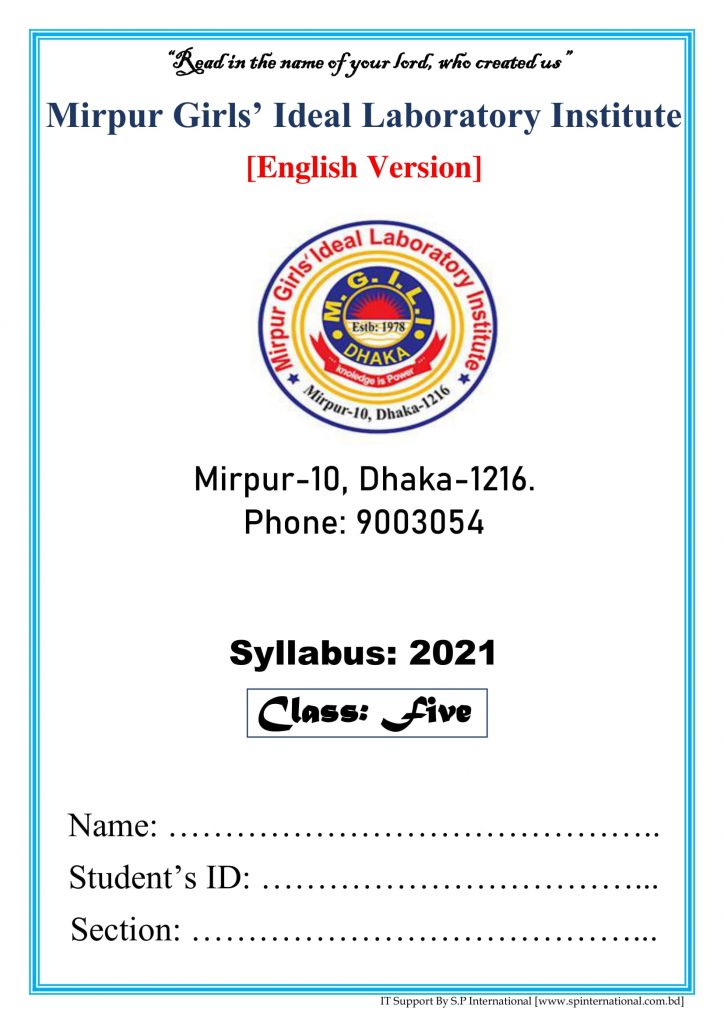 “Read in the name of your lord, who created us”
Mirpur Girls’ Ideal Laboratory Institute
[English Version]
Mirpur Girls' Ideal Laboratory Institute
M. G. I. L. I
Estb: 1978
DHAKA
... knoledge is Power ...
Mirpur-10, Dhaka-1216
Mirpur-10, Dhaka-1216.
Phone: 9003054
Syllabus: 2021
Class: Five
Name: ……………………………………..
Student’s ID: ……………………………...
Section: …………………………………...
IT Support By S.P International [www.spinternational.com.bd]